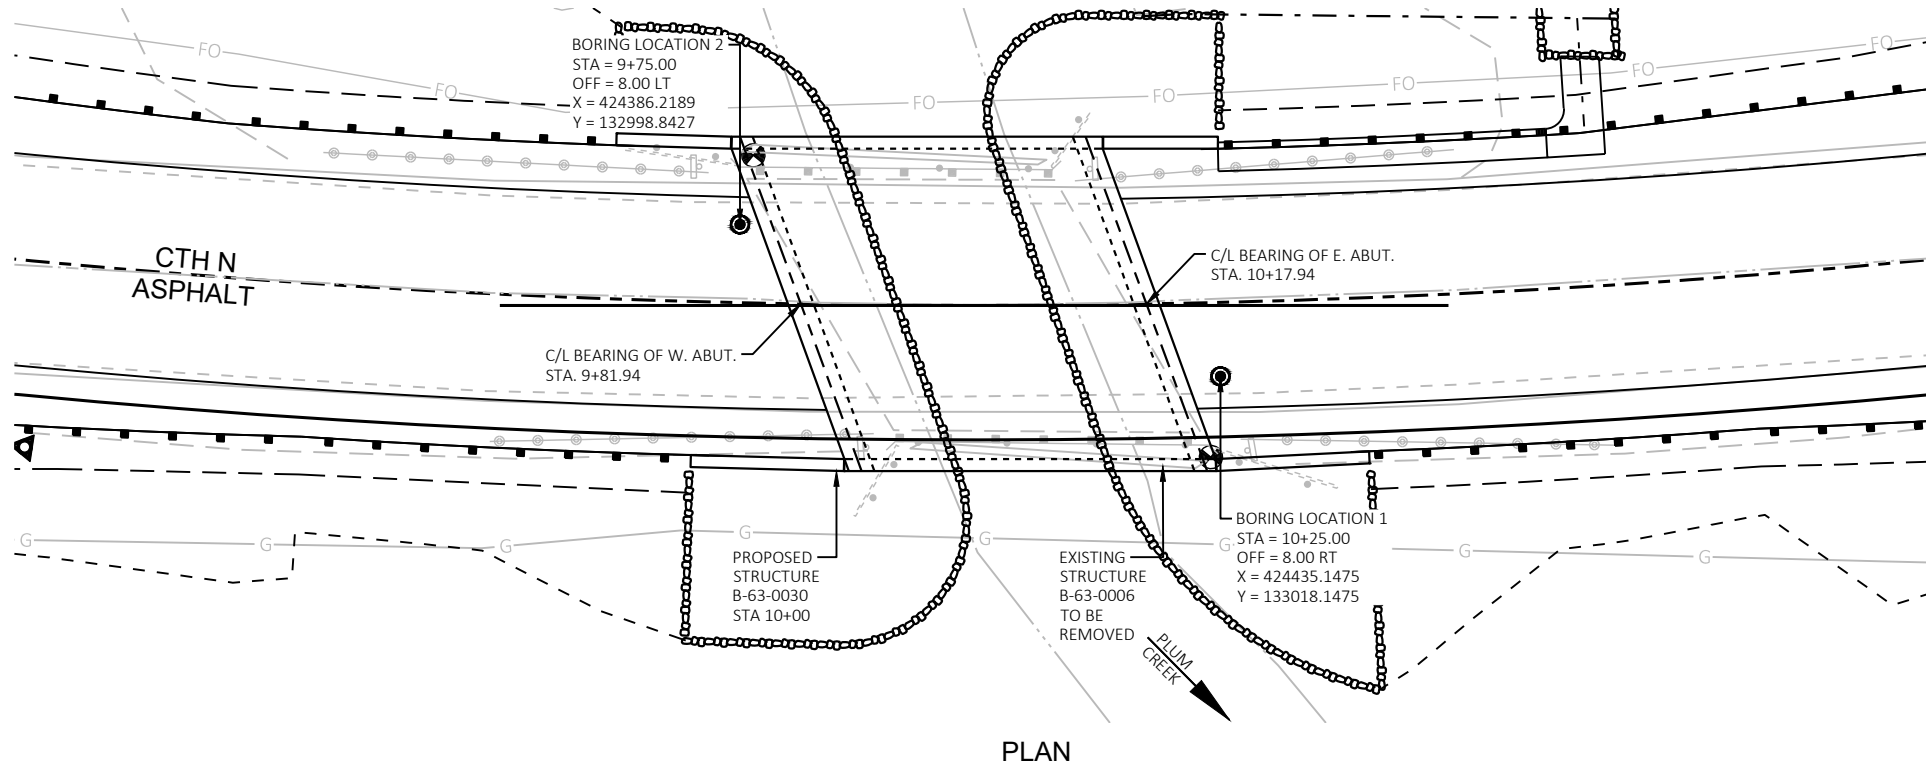 BORING LOCATION 2
STA = 9+75.00
OFF = 8.00 LT
X = 424386.2189
Y = 132998.8427
FO
FO
FO
FO
FO
FO
FO
CTH N
ASPHALT
C/L BEARING OF E. ABUT.
STA. 10+17.94
C/L BEARING OF W. ABUT.
STA. 9+81.94
BORING LOCATION 1
STA = 10+25.00
OFF = 8.00 RT
X = 424435.1475
Y = 133018.1475
G
G
G
G
G
G
G
G
PROPOSED
STRUCTURE
B-63-0030
STA 10+00
EXISTING
STRUCTURE
B-63-0006
TO BE
REMOVED
PLUM
CREEK
PLAN